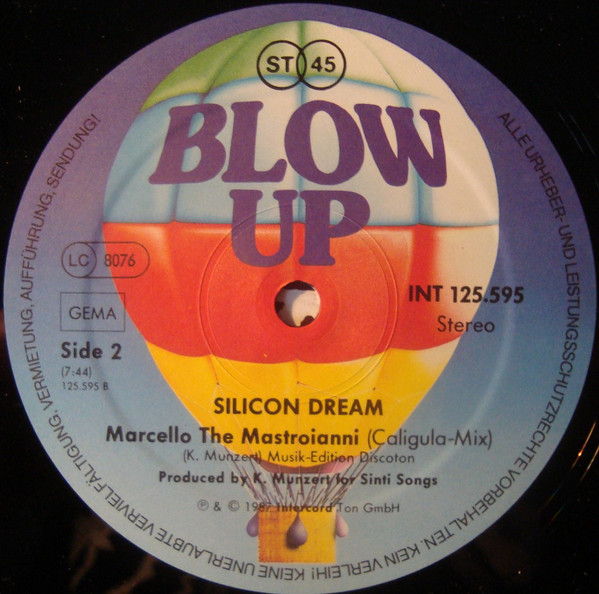 ST 45
BLOW
UP
LC 8076
GEMA
INT 125.595
Stereo
Side 2
(7:44)
125.595 B
SILICON DREAM
Marcello The Mastroianni (Caligula-Mix)
(K. Munzert) Musik-Edition Discoton
Produced by K. Munzert for Sinti Songs
℗ & © 1987 Intercord Ton GmbH
ALLE URHEBER- UND LEISTUNGSSCHUTZRECHTE VORBEHALTEN. KEIN VERLEIH! KEINE UNERLAUBTE VERVIELFÄLTIGUNG, VERMIETUNG, AUFFÜHRUNG, SENDUNG!